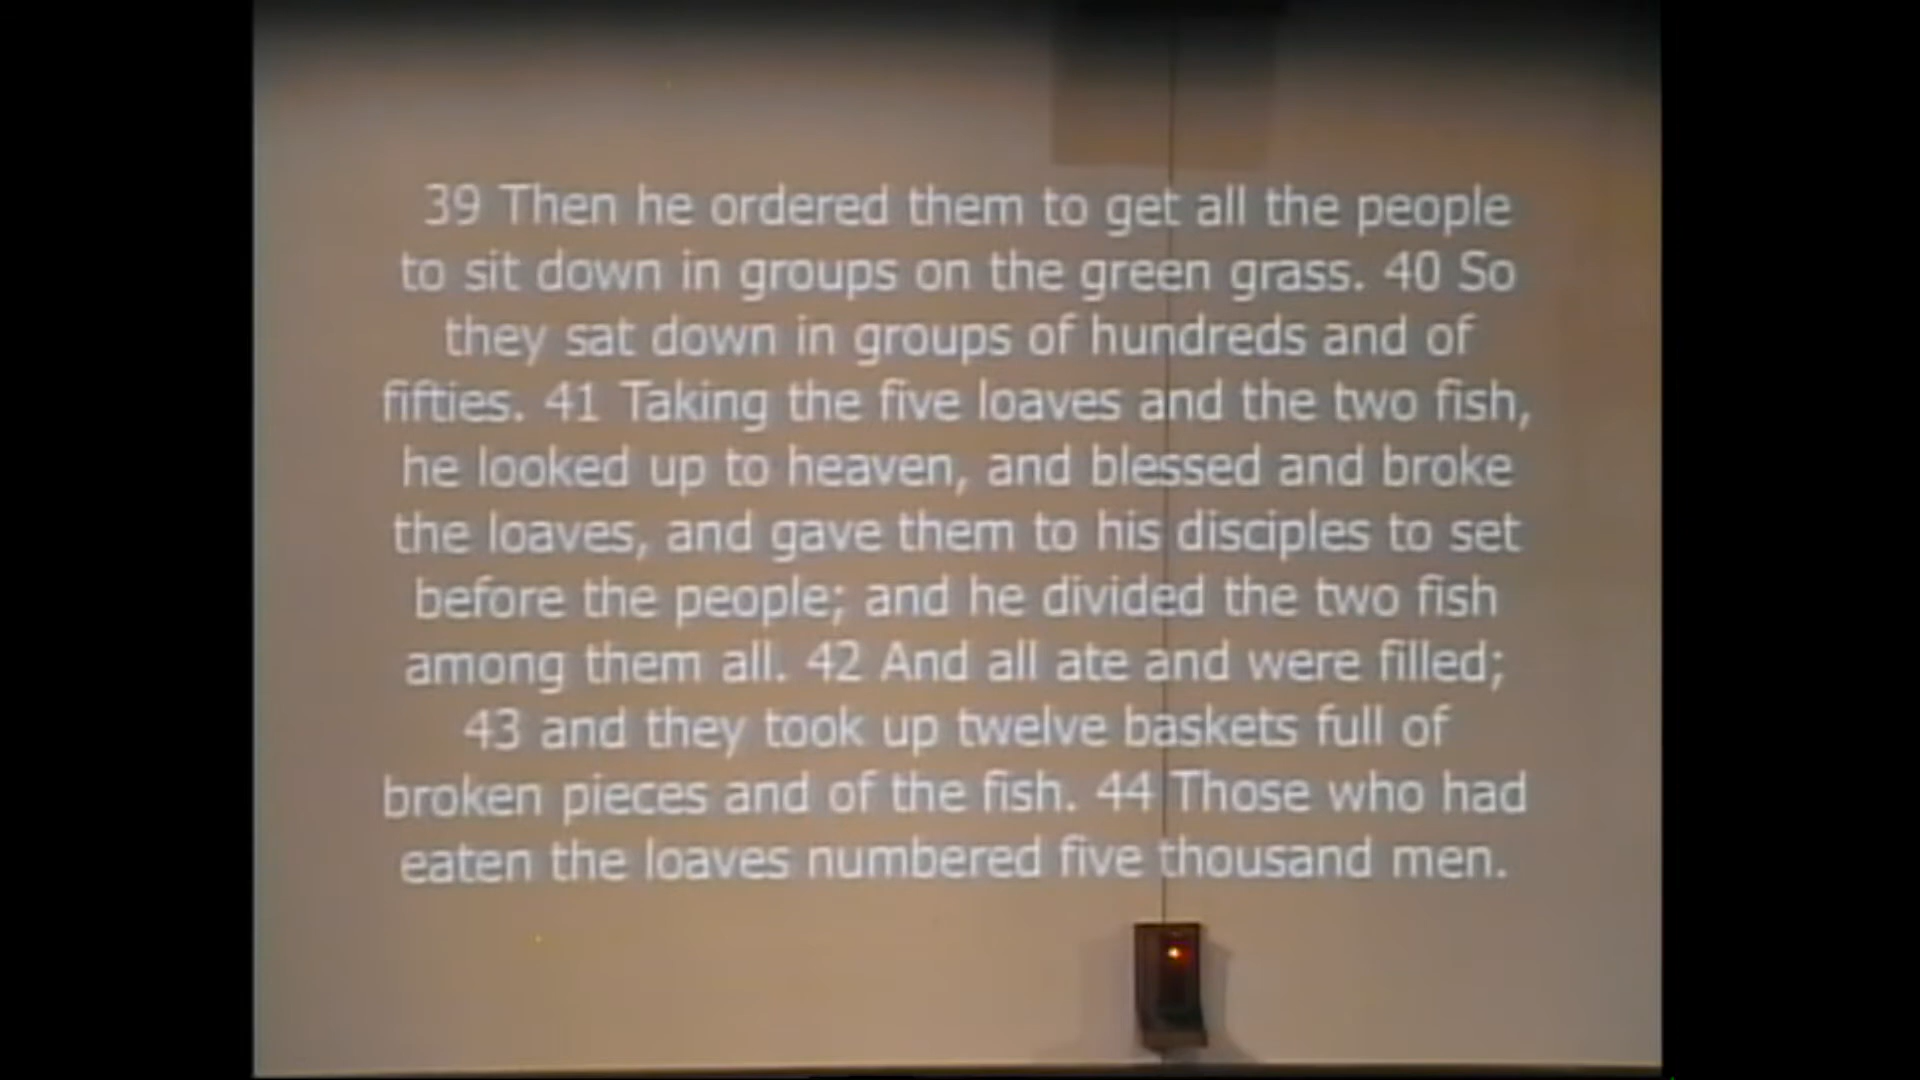 39 Then he ordered them to get all the people
to sit down in groups on the green grass. 40 So
they sat down in groups of hundreds and of
fifties. 41 Taking the five loaves and the two fish,
he looked up to heaven, and blessed and broke
the loaves, and gave them to his disciples to set
before the people; and he divided the two fish
among them all. 42 And all ate and were filled;
43 and they took up twelve baskets full of
broken pieces and of the fish. 44 Those who had
eaten the loaves numbered five thousand men.